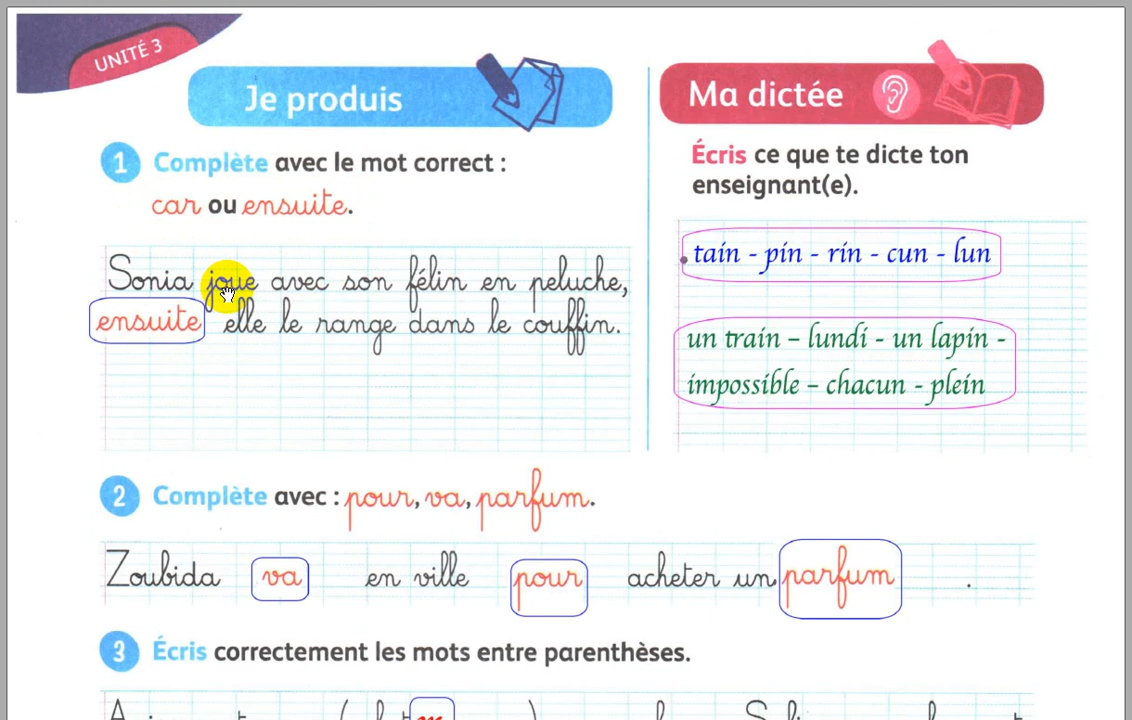 UNITÉ 3
Je produis
1 Complète avec le mot correct :
car ou ensuite.
Sonia joue avec son félin en peluche,
ensuite elle le range dans le couffin.
Ma dictée
Écris ce que te dicte ton
enseignant(e).
tain - pin - rin - cun - lun
un train – lundi - un lapin -
impossible – chacun - plein
2 Complète avec : pour, va, parfum.
Zoubida va en ville pour acheter un parfum .
3 Écris correctement les mots entre parenthèses.